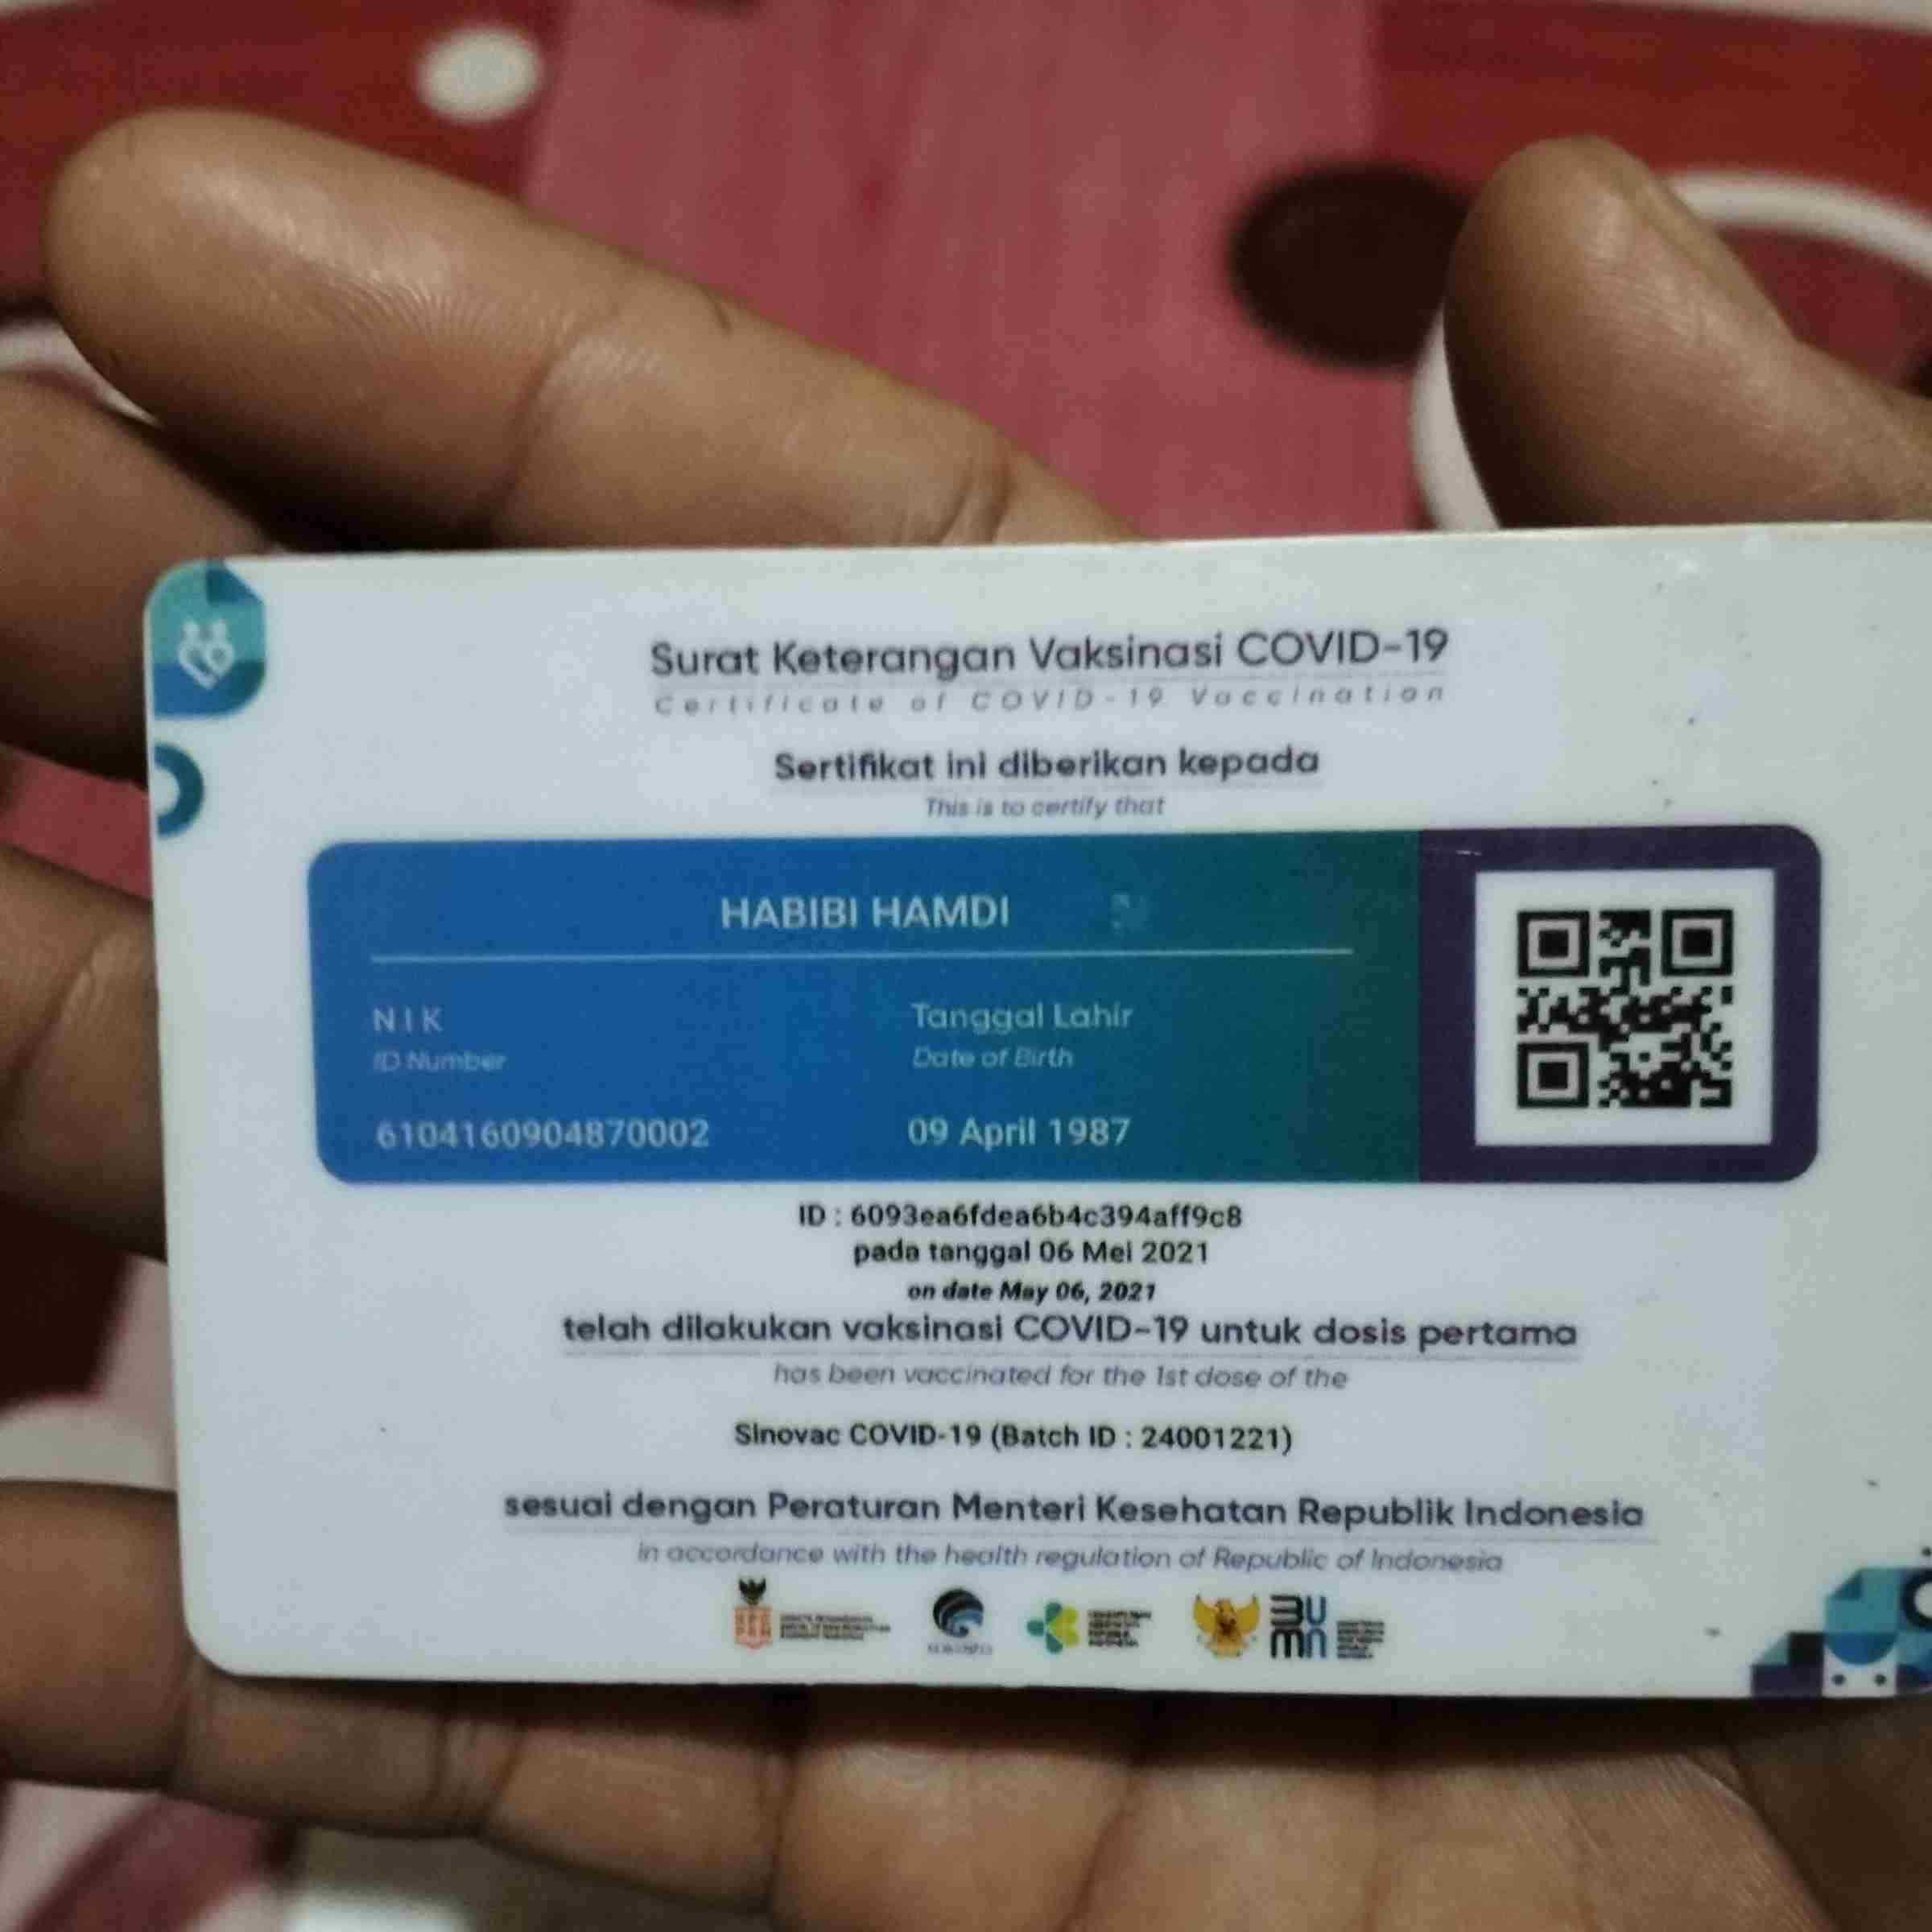 Surat Keterangan Vaksinasi COVID-19
Certificate of COVID-19 Vaccination
Sertifikat ini diberikan kepada
This is to certify that
HABIBI HAMDI
NIK
ID Number
6104160904870002
Tanggal Lahir
Date of Birth
09 April 1987
ID : 6093ea6fdea6b4c394aff9c8
pada tanggal 06 Mei 2021
on date May 06, 2021
telah dilakukan vaksinasi COVID-19 untuk dosis pertama
has been vaccinated for the 1st dose of the
Sinovac COVID-19 (Batch ID : 24001221)
sesuai dengan Peraturan Menteri Kesehatan Republik Indonesia
in accordance with the health regulation of Republic of Indonesia
BUMN